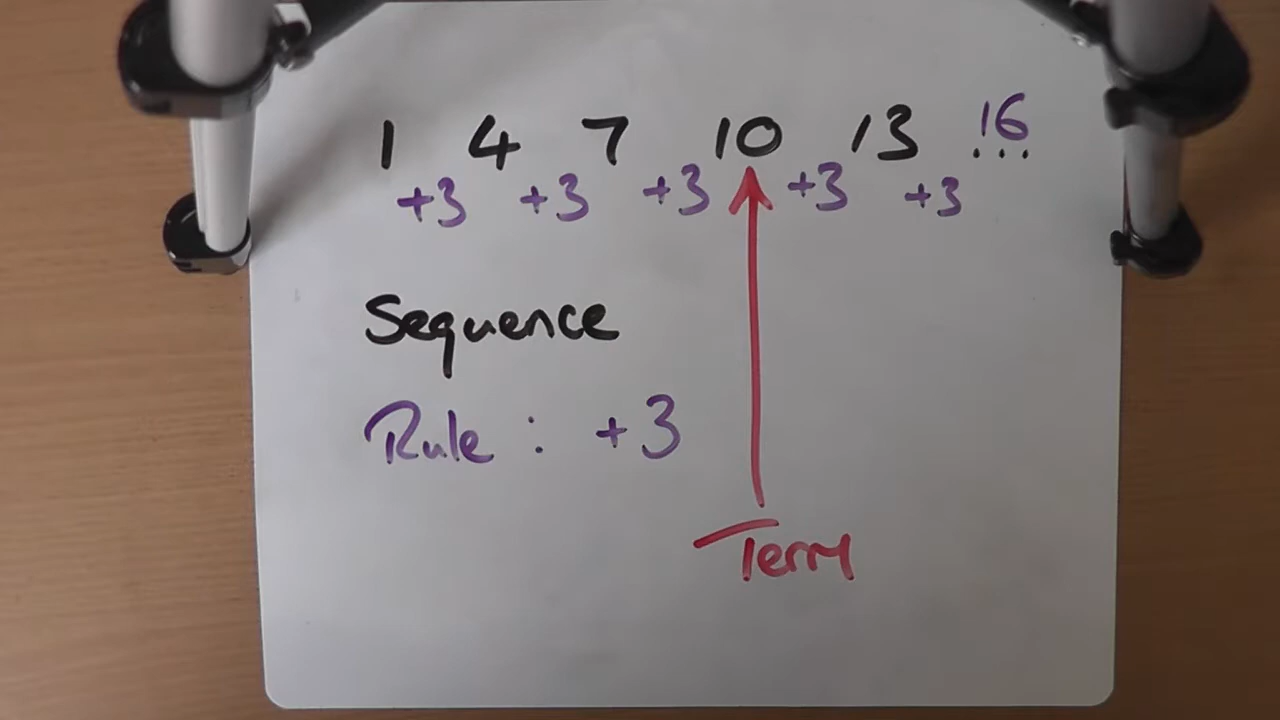 1 4 7 10 13 16...
+3 +3 +3 +3 +3
Sequence
Rule: +3
Term